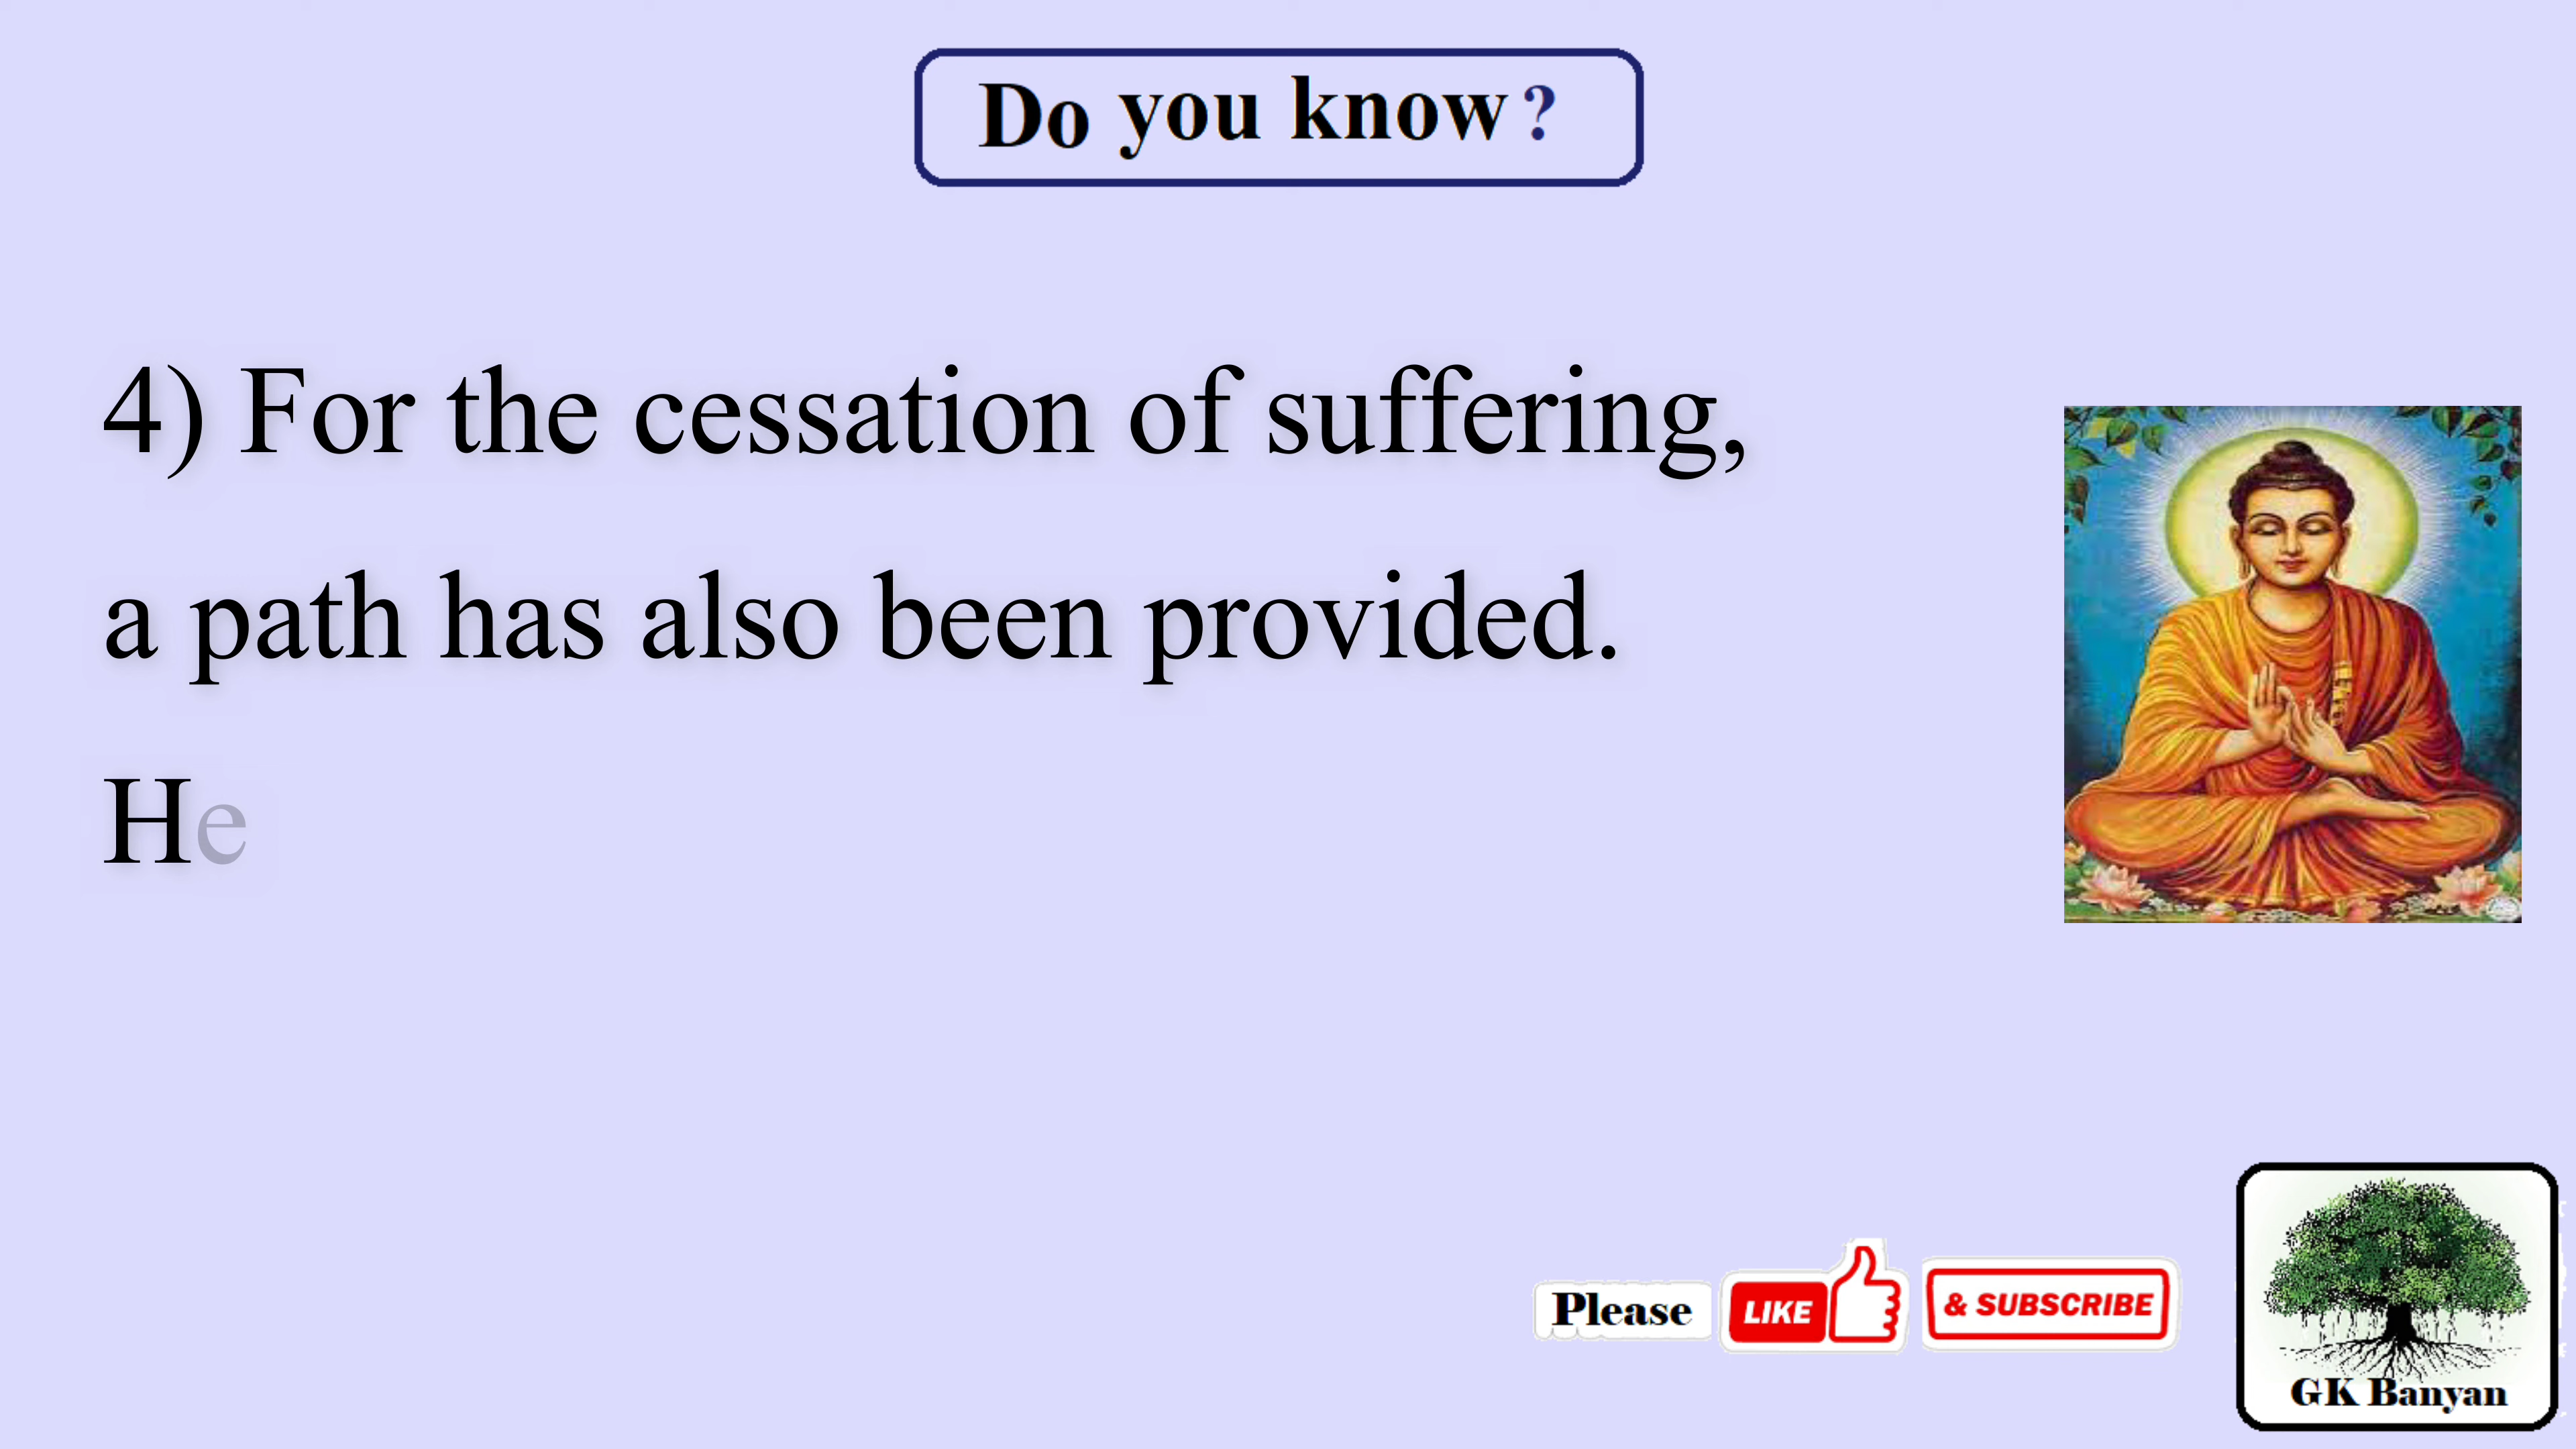 Do you know?
4) For the cessation of suffering,
a path has also been provided.
He
Please LIKE & SUBSCRIBE
GK Banyan